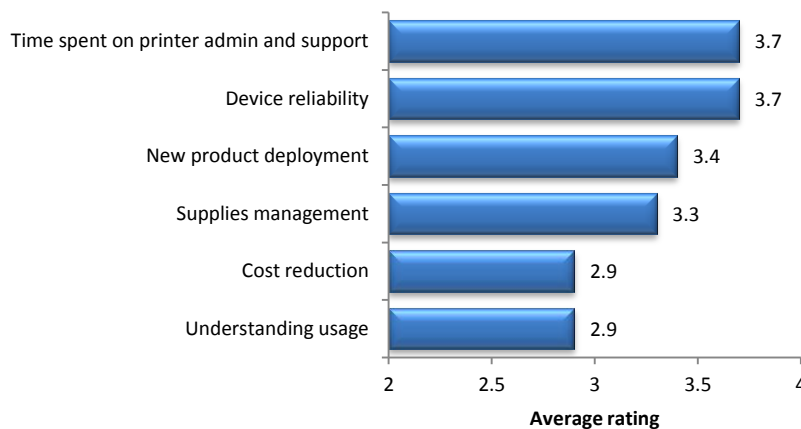 Time spent on printer admin and support 3.7
Device reliability 3.7
New product deployment 3.4
Supplies management 3.3
Cost reduction 2.9
Understanding usage 2.9
2 2.5 3 3.5 4
Average rating